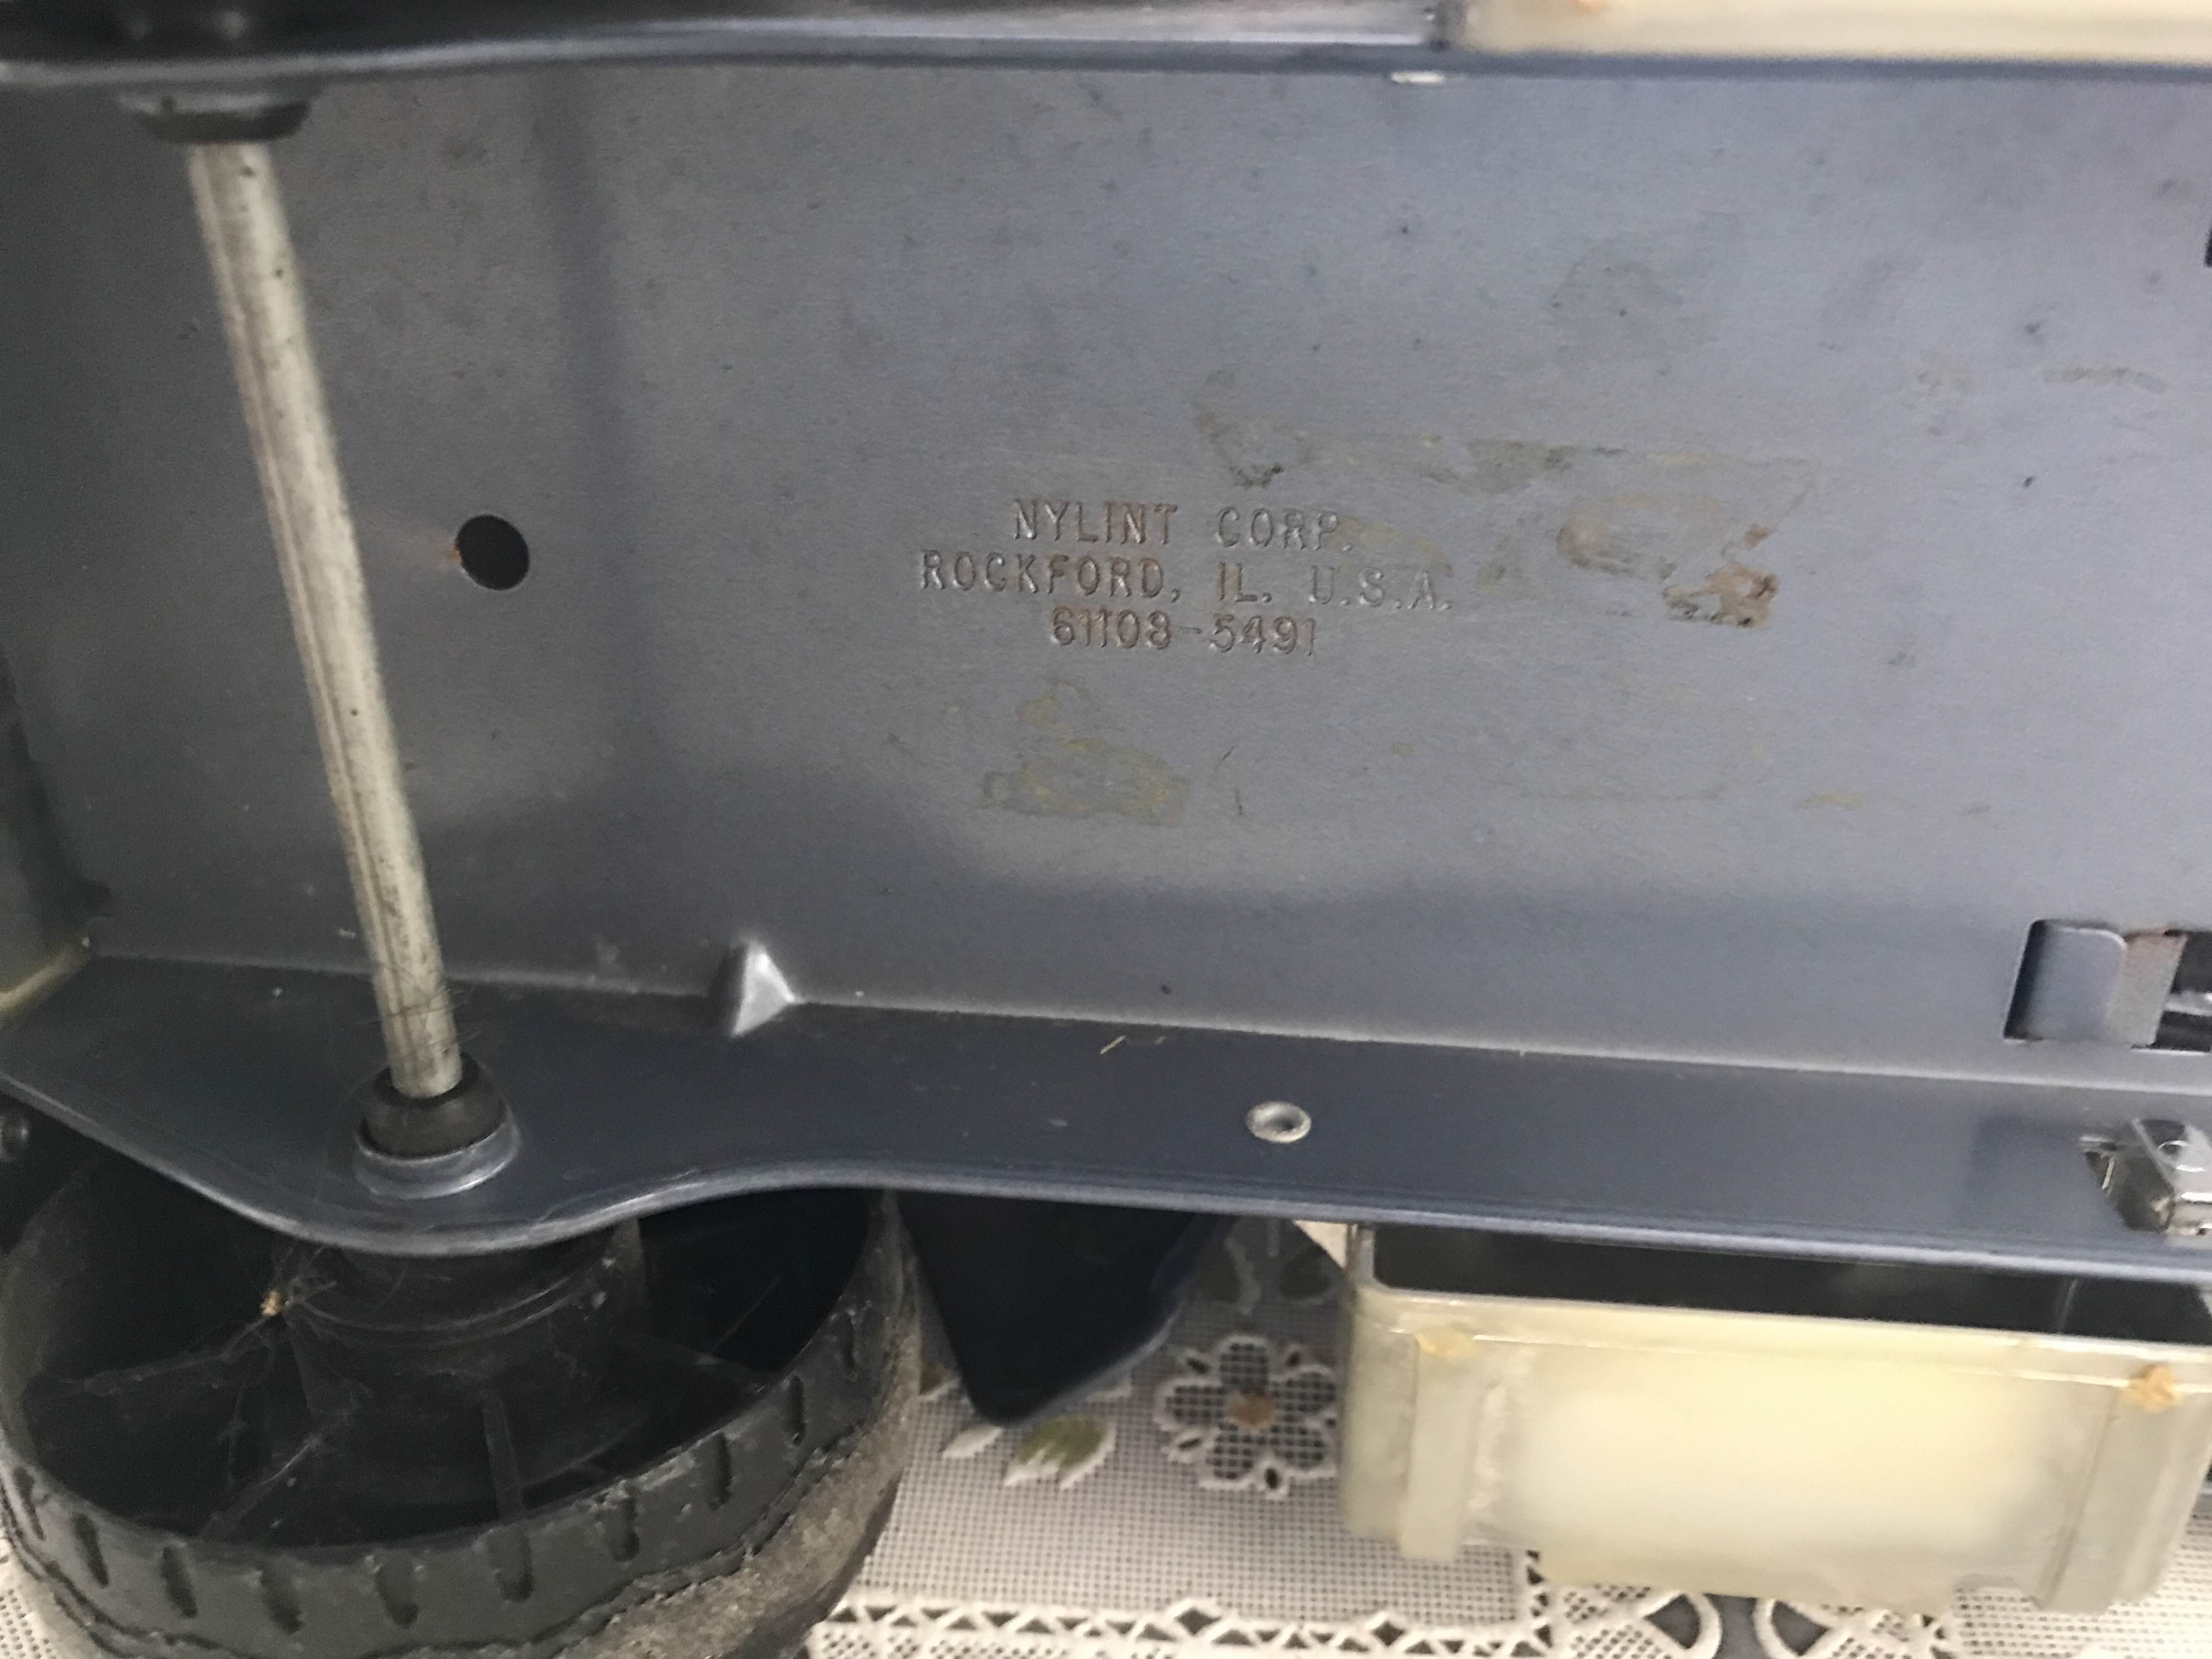 NYLINT CORP.
ROCKFORD, IL. U.S.A.
61108-5491